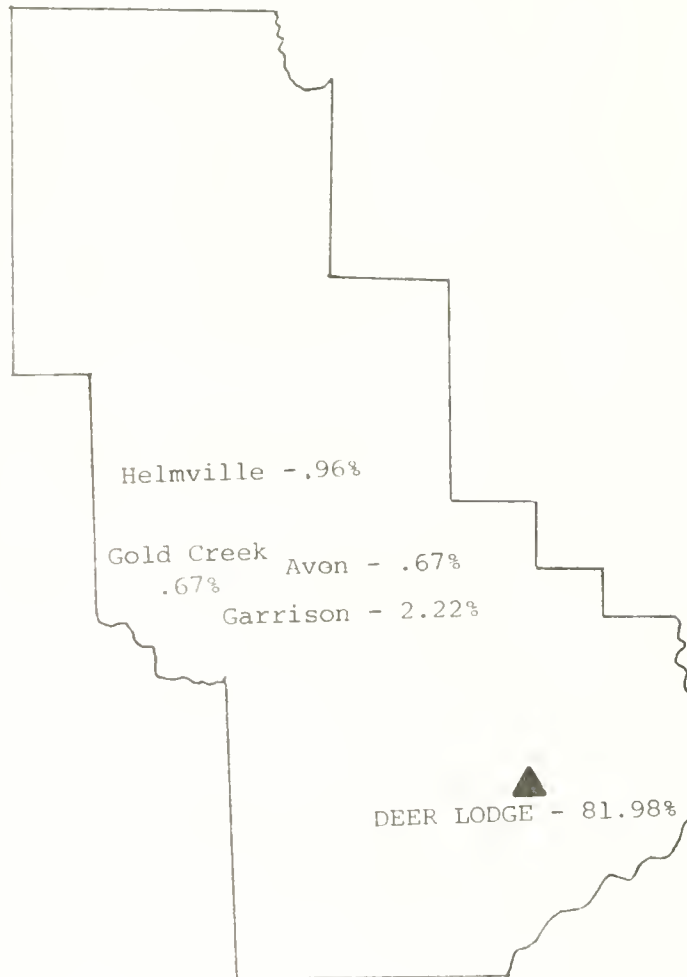 Helmville -.96%
Gold Creek
.67%
Avon - .67%
Garrison - 2.22%
DEER LODGE - 81.98%